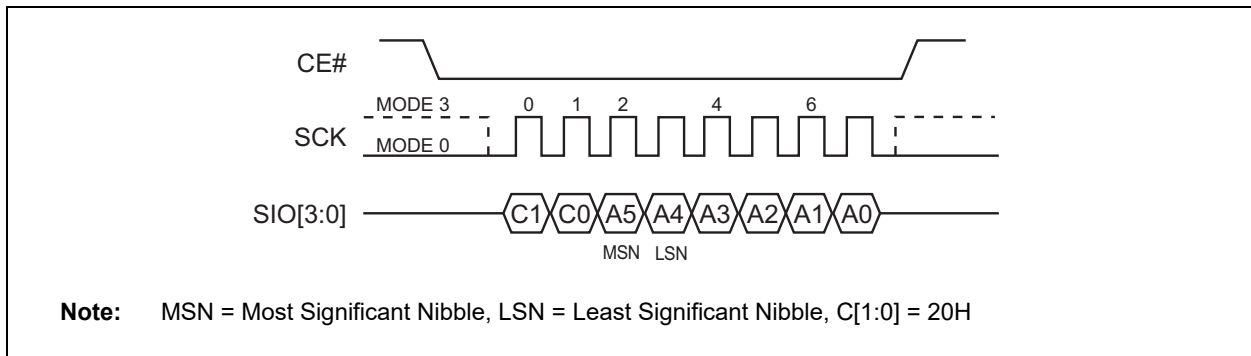 CE#
MODE 3 0 1 2 4 6
SCK
MODE 0
SIO[3:0] C1 C0 A5 A4 A3 A2 A1 A0
MSN LSN
Note: MSN = Most Significant Nibble, LSN = Least Significant Nibble, C[1:0] = 20H